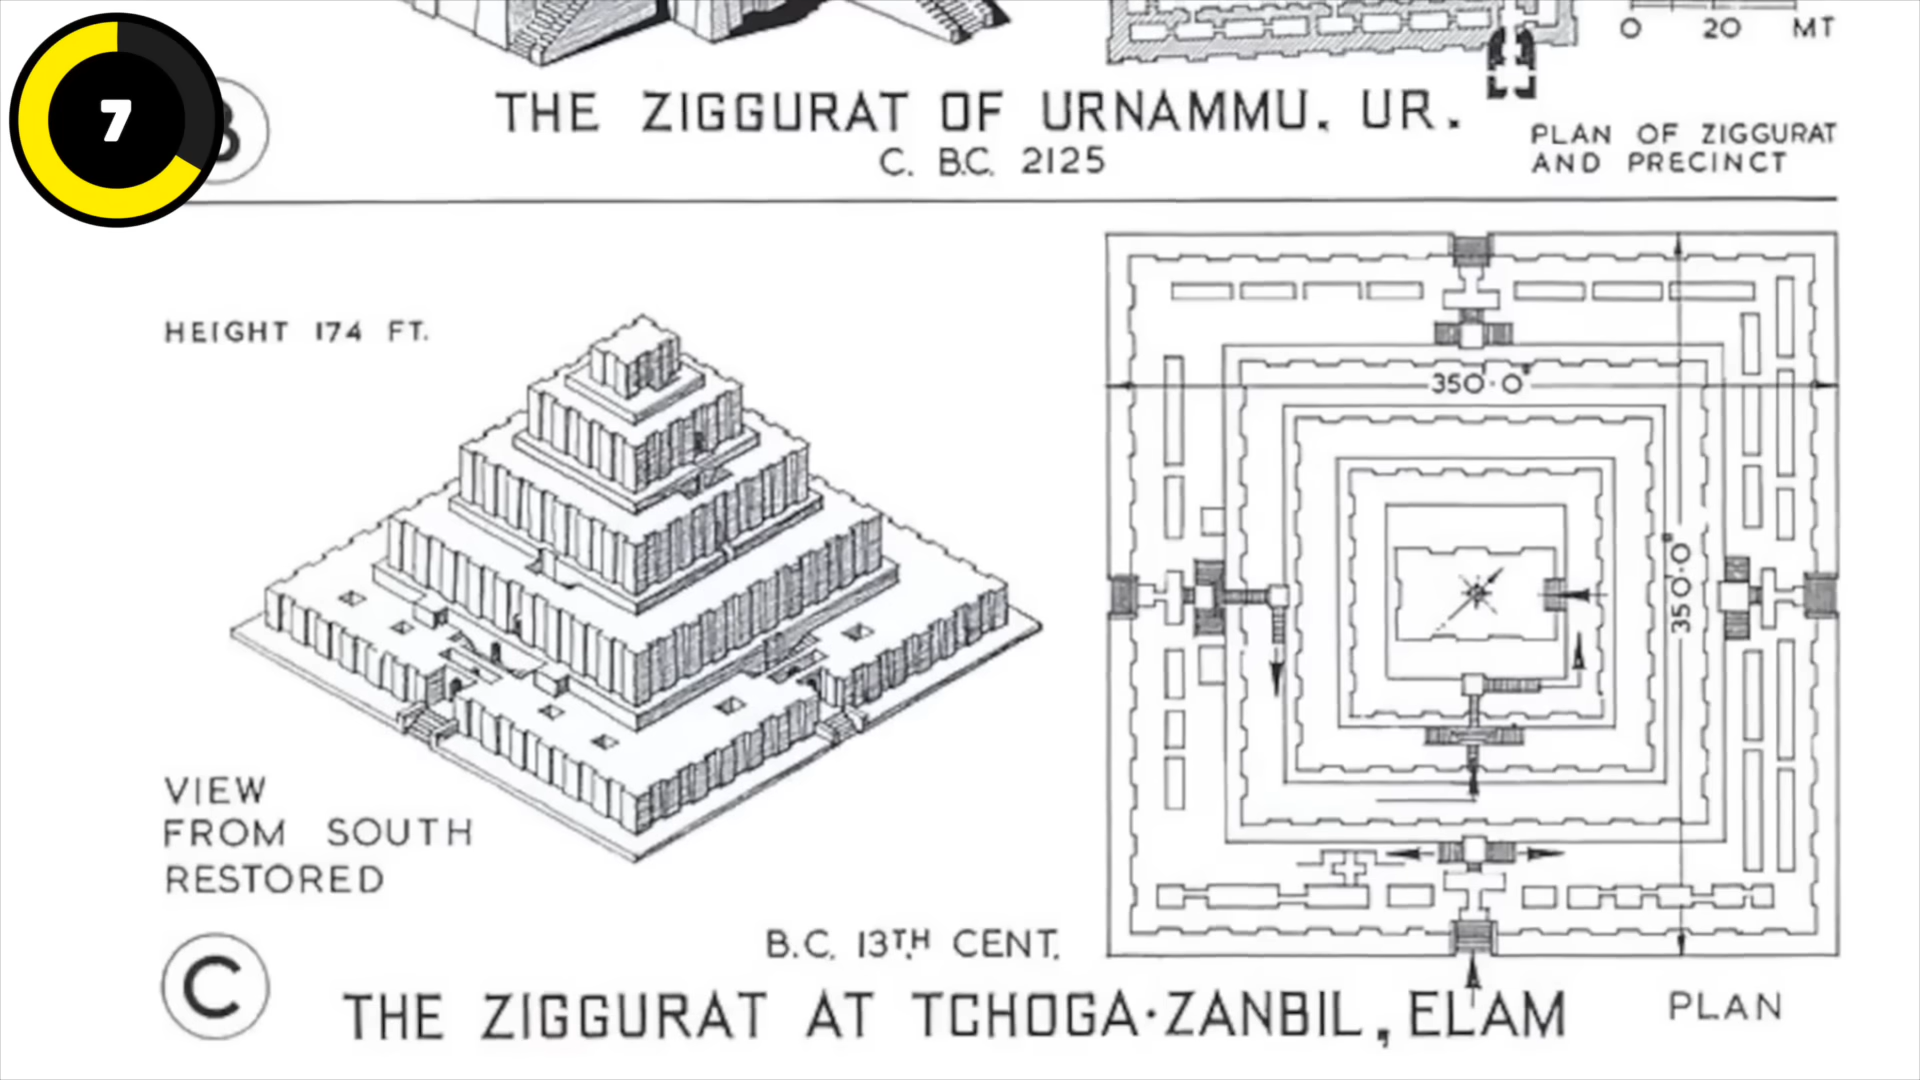 7
O 20 MT
THE ZIGGURAT OF URNAMMU. UR.
C. B.C. 2125
PLAN OF ZIGGURAT
AND PRECINCT
HEIGHT 174 FT.
350·0"
350·0"
VIEW
FROM SOUTH
RESTORED
B.C. 13TH CENT.
C
THE ZIGGURAT AT TCHOGA·ZANBIL, ELAM
PLAN